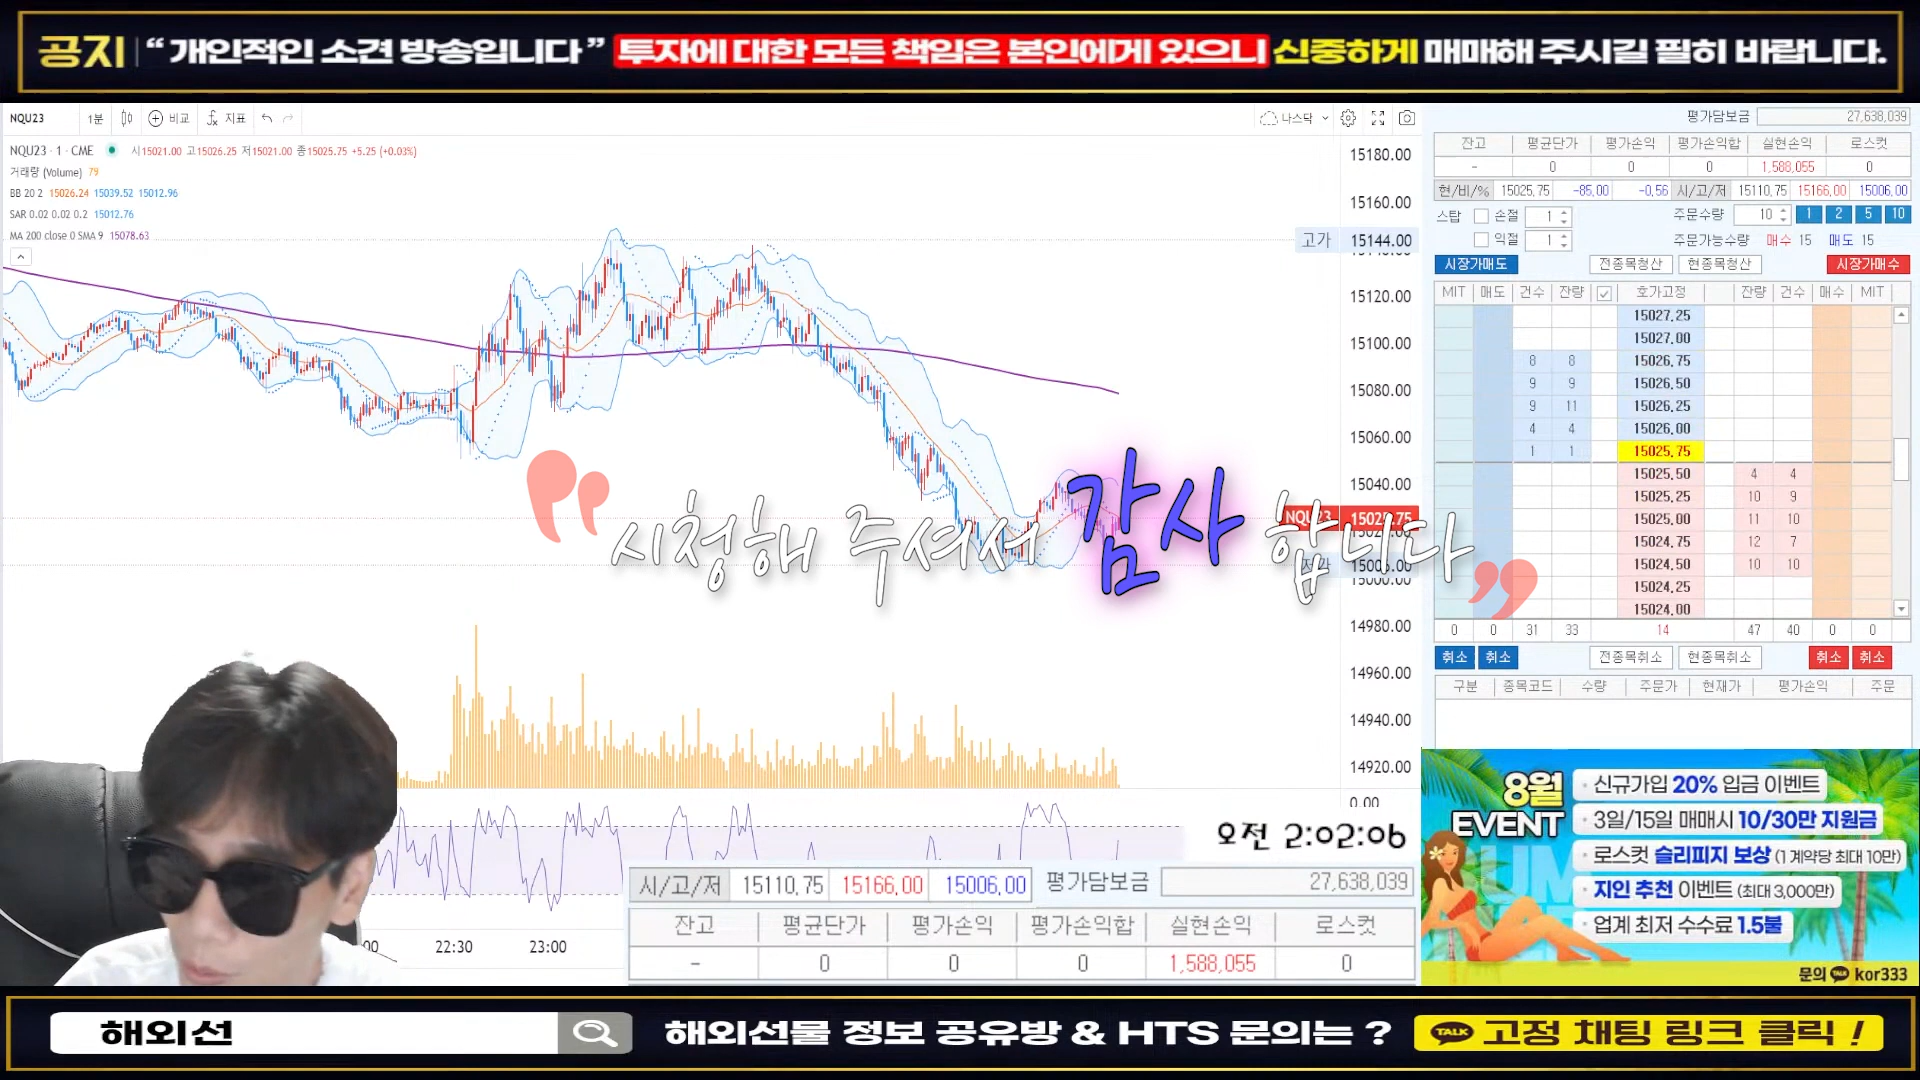 공지 “ 개인적인 소견 방송입니다 ” 투자에 대한 모든 책임은 본인에게 있으니 신중하게 매매해 주시길 필히 바랍니다.
NQU23 1분 비교 지표 나스닥
NQU23 · 1 · CME 시15021.00 고15026.25 저15021.00 종15025.75 +5.25 (+0.03%)
거래량 (Volume) 79
BB 20 2 15026.24 15039.52 15012.96
SAR 0.02 0.02 0.2 15012.76
MA 200 close 0 SMA 9 15078.63
15180.00
15160.00
고가 15144.00
15120.00
15100.00
15080.00
15060.00
15040.00
NQU23 15025.75
15000.00
14980.00
14960.00
14940.00
14920.00
0.00
시청해 주셔서 감사 합니다
22:30 23:00
오전 2:02:06
시/고/저 15110.75 15166.00 15006.00 평가담보금 27,638,039
잔고 평균단가 평가손익 평가손익합 실현손익 로스컷
- 0 0 0 1,588,055 0
평가담보금 27,638,039
잔고 평균단가 평가손익 평가손익합 실현손익 로스컷
- 0 0 0 1,588,055 0
현/비/% 15025.75 -85.00 -0.56 시/고/저 15110.75 15166.00 15006.00
스탑 손절 1 주문수량 10 1 2 5 10
익절 1 주문가능수량 매수 15 매도 15
시장가매도 전종목청산 현종목청산 시장가매수
MIT 매도 건수 잔량 호가고정 잔량 건수 매수 MIT
15027.25
15027.00
8 8 15026.75
9 9 15026.50
9 11 15026.25
4 4 15026.00
1 1 15025.75
15025.50 4 4
15025.25 10 9
15025.00 11 10
15024.75 12 7
15024.50 10 10
15024.25
15024.00
0 0 31 33 14 47 40 0 0
취소 취소 전종목취소 현종목취소 취소 취소
구분 종목코드 수량 주문가 현재가 평가손익 주문
8월 EVENT
· 신규가입 20% 입금 이벤트
· 3일/15일 매매시 10/30만 지원금
· 로스컷 슬리피지 보상 (1 계약당 최대 10만)
· 지인 추천 이벤트 (최대 3,000만)
· 업계 최저 수수료 1.5불
문의 TALK kor333
해외선
해외선물 정보 공유방 & HTS 문의는 ?
TALK 고정 채팅 링크 클릭 !